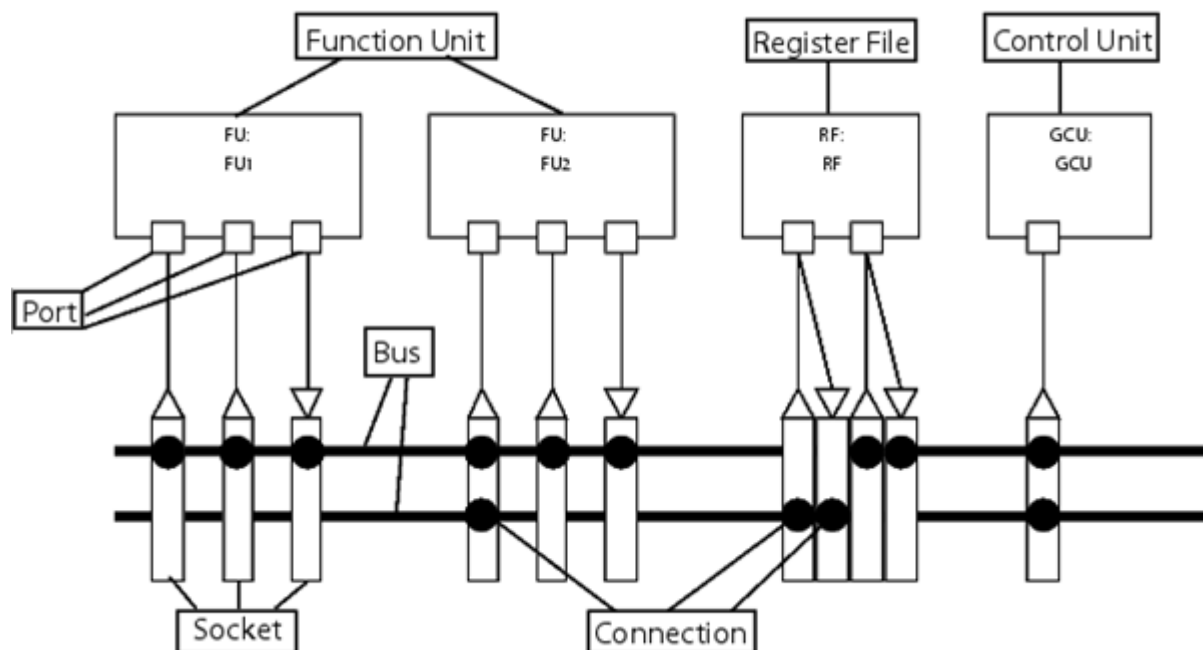 Function Unit
Register File
Control Unit
FU:
FU1
FU:
FU2
RF:
RF
GCU:
GCU
Port
Bus
Socket
Connection